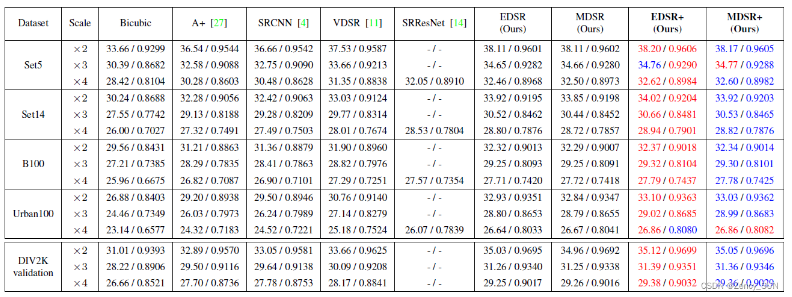 Dataset Scale Bicubic A+ [27] SRCNN [4] VDSR [11] SRResNet [14] EDSR (Ours) MDSR (Ours) EDSR+ (Ours) MDSR+ (Ours)
Set5 ×2 33.66 / 0.9299 36.54 / 0.9544 36.66 / 0.9542 37.53 / 0.9587 - / - 38.11 / 0.9601 38.11 / 0.9602 38.20 / 0.9606 38.17 / 0.9605
×3 30.39 / 0.8682 32.58 / 0.9088 32.75 / 0.9090 33.66 / 0.9213 - / - 34.65 / 0.9282 34.66 / 0.9280 34.76 / 0.9290 34.77 / 0.9288
×4 28.42 / 0.8104 30.28 / 0.8603 30.48 / 0.8628 31.35 / 0.8838 32.05 / 0.8910 32.46 / 0.8968 32.50 / 0.8973 32.62 / 0.8984 32.60 / 0.8982
Set14 ×2 30.24 / 0.8688 32.28 / 0.9056 32.42 / 0.9063 33.03 / 0.9124 - / - 33.92 / 0.9195 33.85 / 0.9198 34.02 / 0.9204 33.92 / 0.9203
×3 27.55 / 0.7742 29.13 / 0.8188 29.28 / 0.8209 29.77 / 0.8314 - / - 30.52 / 0.8462 30.44 / 0.8452 30.66 / 0.8481 30.53 / 0.8465
×4 26.00 / 0.7027 27.32 / 0.7491 27.49 / 0.7503 28.01 / 0.7674 28.53 / 0.7804 28.80 / 0.7876 28.72 / 0.7857 28.94 / 0.7901 28.82 / 0.7876
B100 ×2 29.56 / 0.8431 31.21 / 0.8863 31.36 / 0.8879 31.90 / 0.8960 - / - 32.32 / 0.9013 32.29 / 0.9007 32.37 / 0.9018 32.34 / 0.9014
×3 27.21 / 0.7385 28.29 / 0.7835 28.41 / 0.7863 28.82 / 0.7976 - / - 29.25 / 0.8093 29.25 / 0.8091 29.32 / 0.8104 29.30 / 0.8101
×4 25.96 / 0.6675 26.82 / 0.7087 26.90 / 0.7101 27.29 / 0.7251 27.57 / 0.7354 27.71 / 0.7420 27.72 / 0.7418 27.79 / 0.7437 27.78 / 0.7425
Urban100 ×2 26.88 / 0.8403 29.20 / 0.8938 29.50 / 0.8946 30.76 / 0.9140 - / - 32.93 / 0.9351 32.84 / 0.9347 33.10 / 0.9363 33.03 / 0.9362
×3 24.46 / 0.7349 26.03 / 0.7973 26.24 / 0.7989 27.14 / 0.8279 - / - 28.80 / 0.8653 28.79 / 0.8655 29.02 / 0.8685 28.99 / 0.8683
×4 23.14 / 0.6577 24.32 / 0.7183 24.52 / 0.7221 25.18 / 0.7524 26.07 / 0.7839 26.64 / 0.8033 26.67 / 0.8041 26.86 / 0.8080 26.86 / 0.8082
DIV2K validation ×2 31.01 / 0.9393 32.89 / 0.9570 33.05 / 0.9581 33.66 / 0.9625 - / - 35.03 / 0.9695 34.96 / 0.9692 35.12 / 0.9699 35.05 / 0.9696
×3 28.22 / 0.8906 29.50 / 0.9116 29.64 / 0.9138 30.09 / 0.9208 - / - 31.26 / 0.9340 31.25 / 0.9338 31.39 / 0.9351 31.36 / 0.9346
×4 26.66 / 0.8521 27.70 / 0.8736 27.78 / 0.8753 28.17 / 0.8841 - / - 29.25 / 0.9017 29.26 / 0.9016 29.38 / 0.9032 29.36 / 0.9029